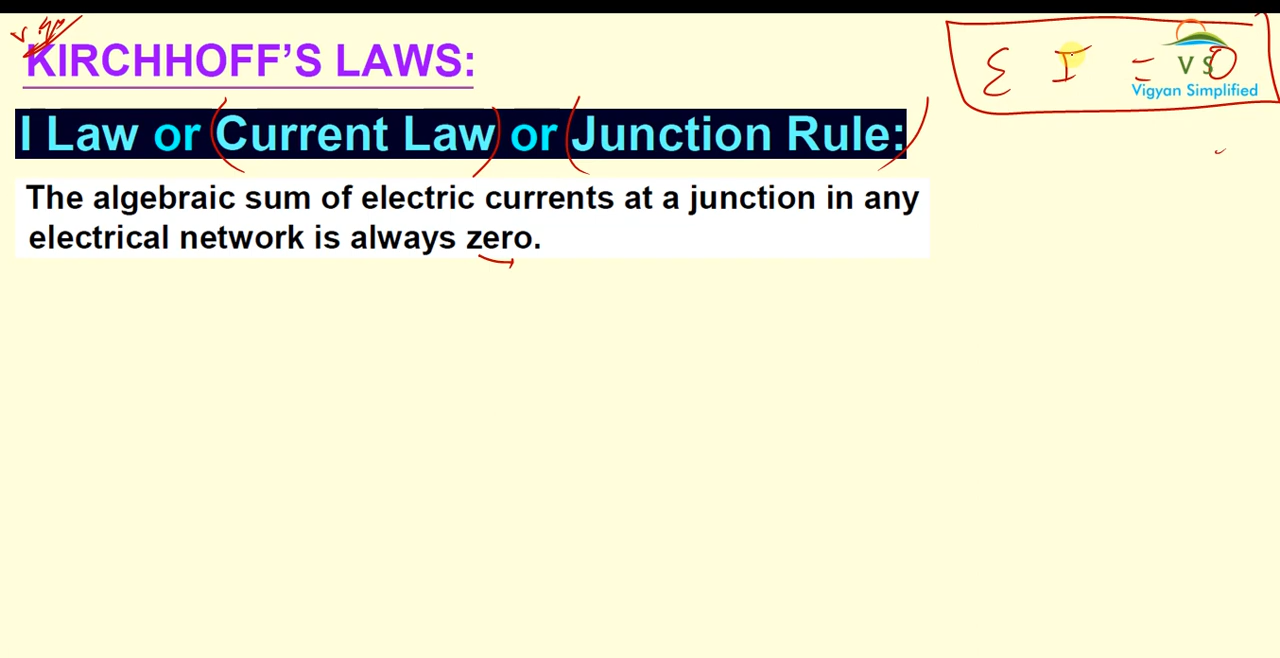 v. Imp
KIRCHHOFF'S LAWS:
Σ I = 0
V S
Vigyan Simplified
I Law or (Current Law) or (Junction Rule:)
The algebraic sum of electric currents at a junction in any
electrical network is always zero.